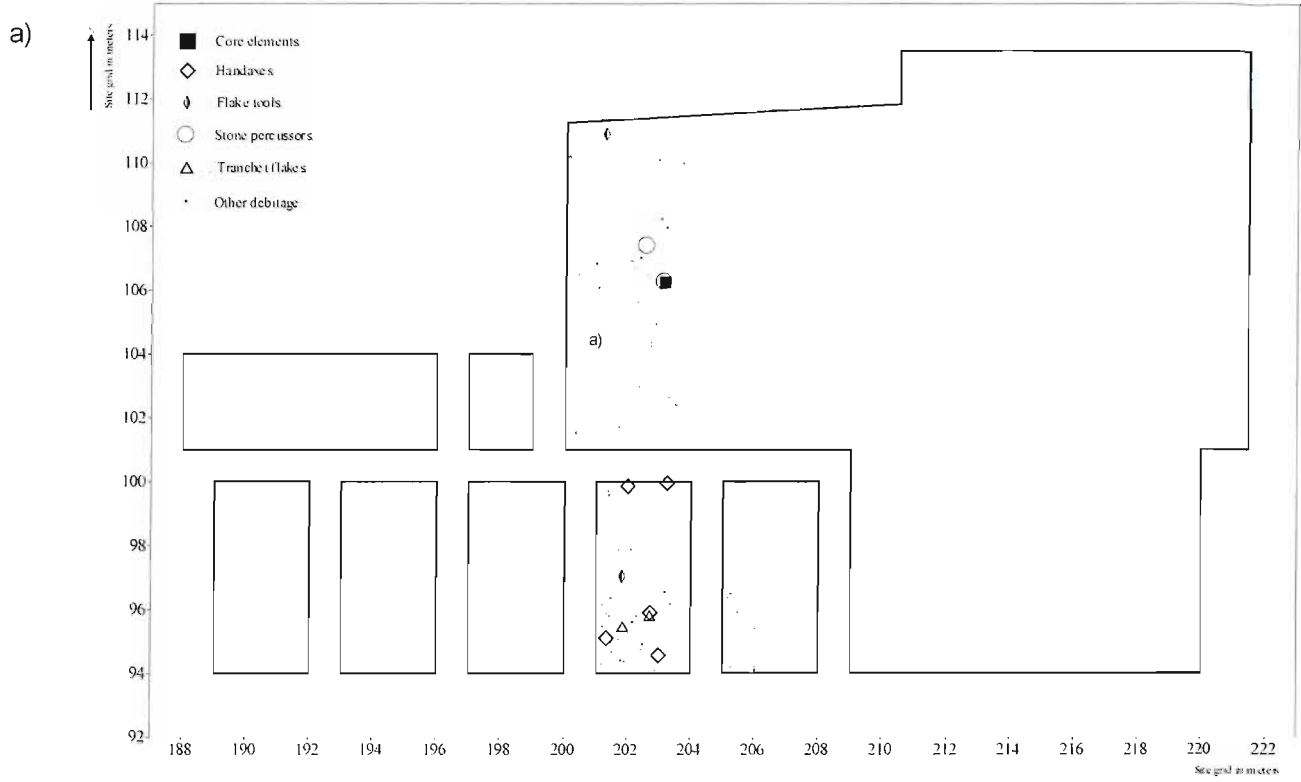 a)
Site grid in meters
Core elements
Handaxes
Flake tools
Stone percussors
Tranchet flakes
Other debitage
114
112
110
108
106
104
102
100
98
96
94
92
a)
188 190 192 194 196 198 200 202 204 206 208 210 212 214 216 218 220 222
Site grid in meters